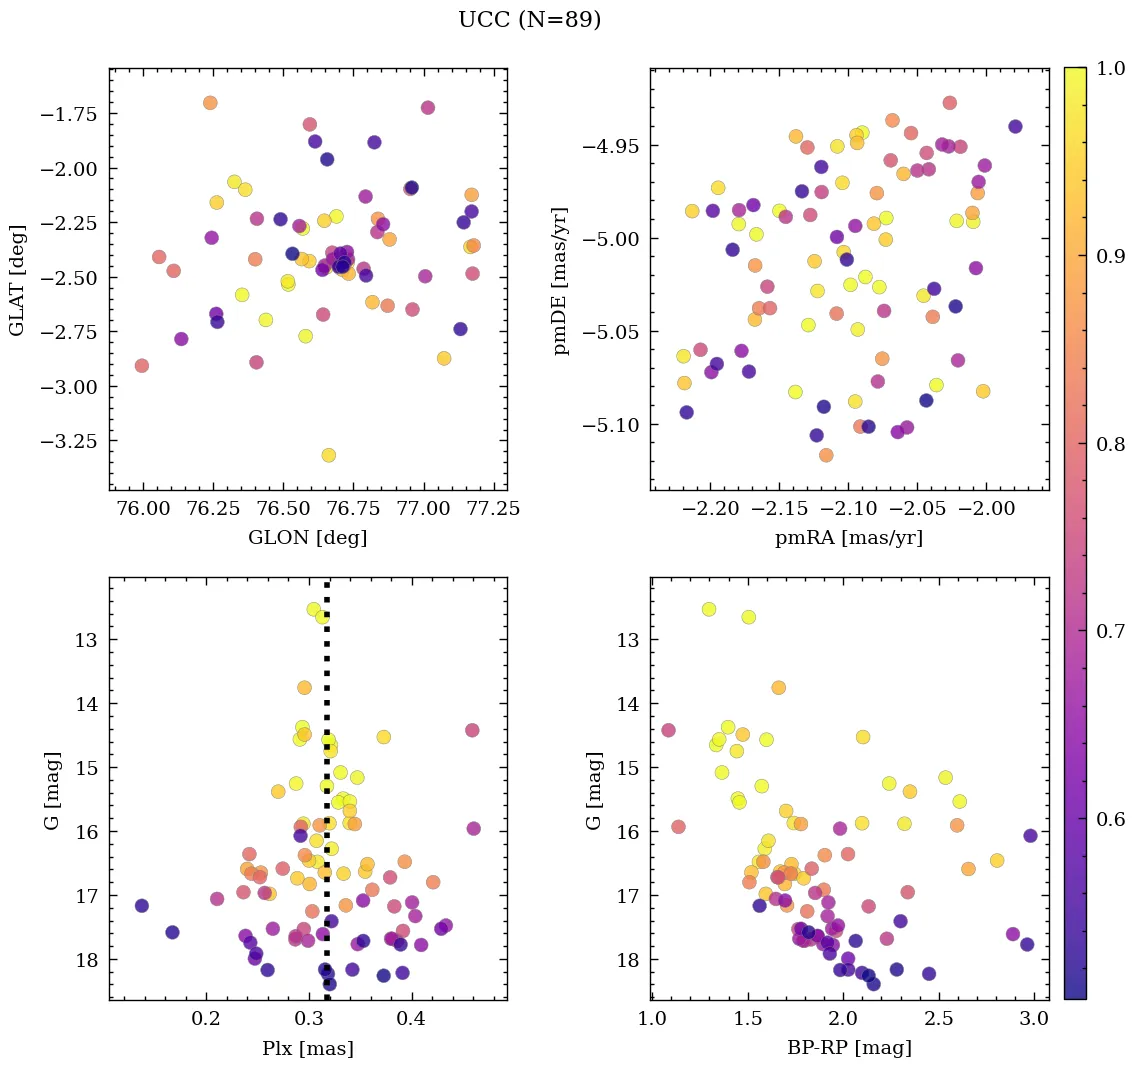 UCC (N=89)
−1.75
−2.00
−2.25
−2.50
−2.75
−3.00
−3.25
GLAT [deg]
76.00 76.25 76.50 76.75 77.00 77.25
GLON [deg]
−4.95
−5.00
−5.05
−5.10
pmDE [mas/yr]
−2.20 −2.15 −2.10 −2.05 −2.00
pmRA [mas/yr]
1.0
0.9
0.8
0.7
0.6
13
14
15
16
17
18
G [mag]
0.2 0.3 0.4
Plx [mas]
13
14
15
16
17
18
G [mag]
1.0 1.5 2.0 2.5 3.0
BP-RP [mag]